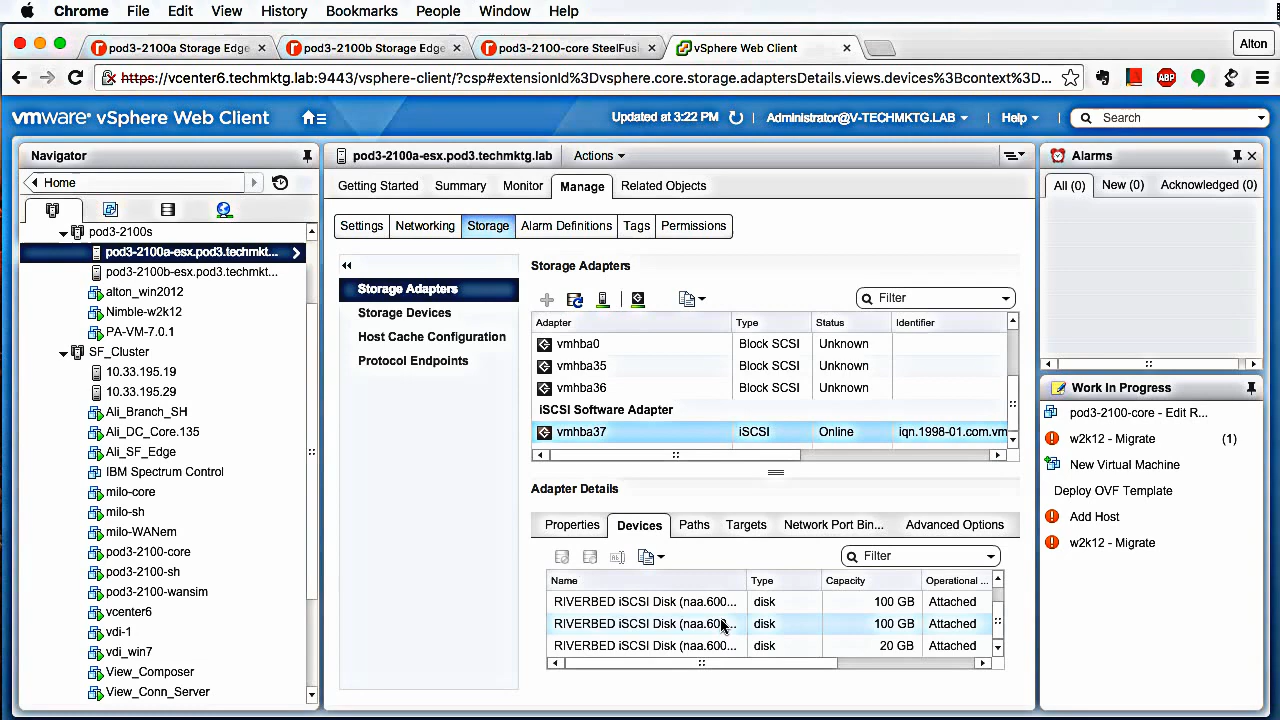 Chrome File Edit View History Bookmarks People Window Help
pod3-2100a Storage Edge
pod3-2100b Storage Edge
pod3-2100-core SteelFusi
vSphere Web Client
Alton
https://vcenter6.techmktg.lab:9443/vsphere-client/?csp#extensionId%3Dvsphere.core.storage.adaptersDetails.views.devices%3Bcontext%3D...
ABP
vmware® vSphere Web Client
Updated at 3:22 PM
Administrator@V-TECHMKTG.LAB
Help
Search
Navigator
Home
pod3-2100s
pod3-2100a-esx.pod3.techmkt...
pod3-2100b-esx.pod3.techmkt...
alton_win2012
Nimble-w2k12
PA-VM-7.0.1
SF_Cluster
10.33.195.19
10.33.195.29
Ali_Branch_SH
Ali_DC_Core.135
Ali_SF_Edge
IBM Spectrum Control
milo-core
milo-sh
milo-WANem
pod3-2100-core
pod3-2100-sh
pod3-2100-wansim
vcenter6
vdi-1
vdi_win7
View_Composer
View_Conn_Server
pod3-2100a-esx.pod3.techmktg.lab
Actions
Getting Started Summary Monitor Manage Related Objects
Settings Networking Storage Alarm Definitions Tags Permissions
Storage Adapters
Storage Devices
Host Cache Configuration
Protocol Endpoints
Storage Adapters
Filter
Adapter Type Status Identifier
vmhba0 Block SCSI Unknown
vmhba35 Block SCSI Unknown
vmhba36 Block SCSI Unknown
iSCSI Software Adapter
vmhba37 iSCSI Online iqn.1998-01.com.vm
Adapter Details
Properties Devices Paths Targets Network Port Bin... Advanced Options
Filter
Name Type Capacity Operational ...
RIVERBED iSCSI Disk (naa.600... disk 100 GB Attached
RIVERBED iSCSI Disk (naa.600... disk 100 GB Attached
RIVERBED iSCSI Disk (naa.600... disk 20 GB Attached
Alarms
All (0) New (0) Acknowledged (0)
Work In Progress
pod3-2100-core - Edit R...
w2k12 - Migrate (1)
New Virtual Machine
Deploy OVF Template
Add Host
w2k12 - Migrate